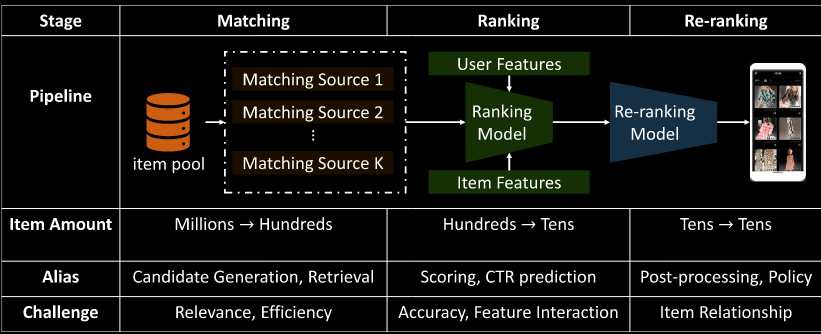 Stage Matching Ranking Re-ranking
Pipeline
item pool
Matching Source 1
Matching Source 2
⋮
Matching Source K
User Features
Ranking
Model
Item Features
Re-ranking
Model
Item Amount Millions → Hundreds Hundreds → Tens Tens → Tens
Alias Candidate Generation, Retrieval Scoring, CTR prediction Post-processing, Policy
Challenge Relevance, Efficiency Accuracy, Feature Interaction Item Relationship